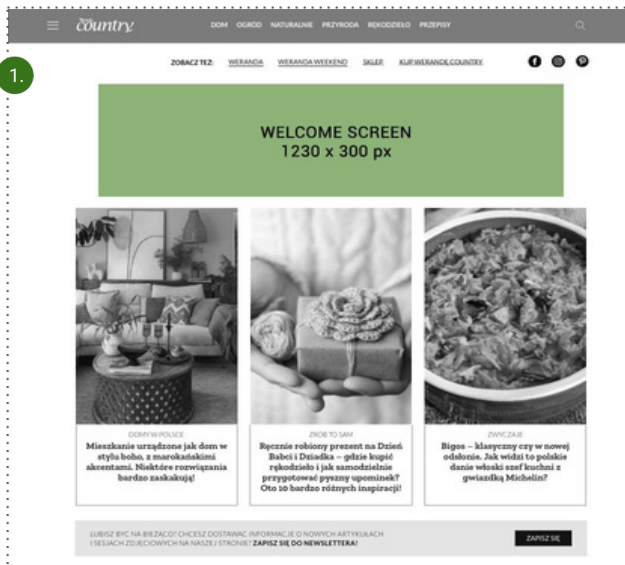 country
DOM OGRÓD NATURALNIE PRZYRODA RĘKODZIEŁO PRZEPISY
1.
ZOBACZ TEŻ: WERANDA WERANDA WEEKEND SKLEP KUP WERANDĘ COUNTRY
WELCOME SCREEN
1230 x 300 px
DOMY W POLSCE
Mieszkanie urządzone jak dom w
stylu boho, z marokańskimi
akcentami. Niektóre rozwiązania
bardzo zaskakują!
ZRÓB TO SAM
Ręcznie robiony prezent na Dzień
Babci i Dziadka – gdzie kupić
rękodzieło i jak samodzielnie
przygotować pyszny upominek?
Oto 10 bardzo różnych inspiracji!
ZWYCZAJE
Bigos – klasyczny czy w nowej
odsłonie. Jak widzi to polskie
danie włoski szef kuchni z
gwiazdką Michelin?
LUBISZ BYĆ NA BIEŻĄCO? CHCESZ DOSTAWAĆ INFORMACJE O NOWYCH ARTYKUŁACH
I SESJACH ZDJĘCIOWYCH NA NASZEJ STRONIE? ZAPISZ SIĘ DO NEWSLETTERA!
ZAPISZ SIĘ